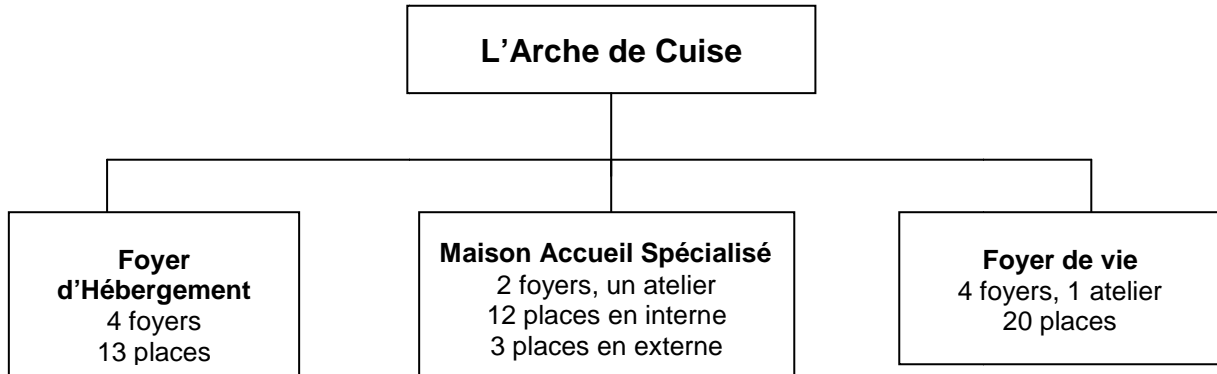 L’Arche de Cuise
Foyer
d’Hébergement
4 foyers
13 places
Maison Accueil Spécialisé
2 foyers, un atelier
12 places en interne
3 places en externe
Foyer de vie
4 foyers, 1 atelier
20 places